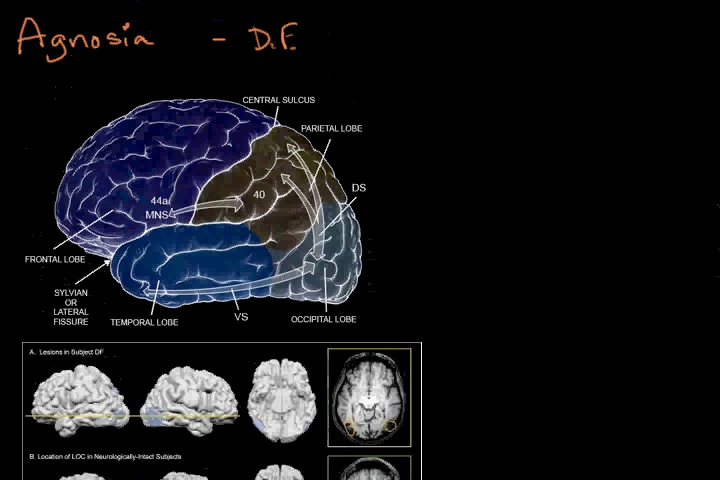 Agnosia - D.F.
CENTRAL SULCUS
PARIETAL LOBE
DS
44a/
MNS
40
FRONTAL LOBE
SYLVIAN
OR
LATERAL
FISSURE
TEMPORAL LOBE
VS
OCCIPITAL LOBE
A. Lesions in Subject DF
B. Location of LOC in Neurologically-Intact Subjects